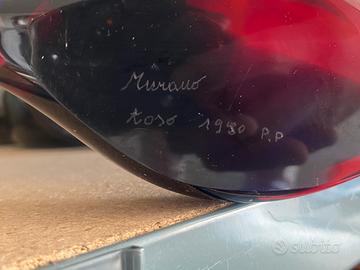 Murano
toso 1980 P.P
subito